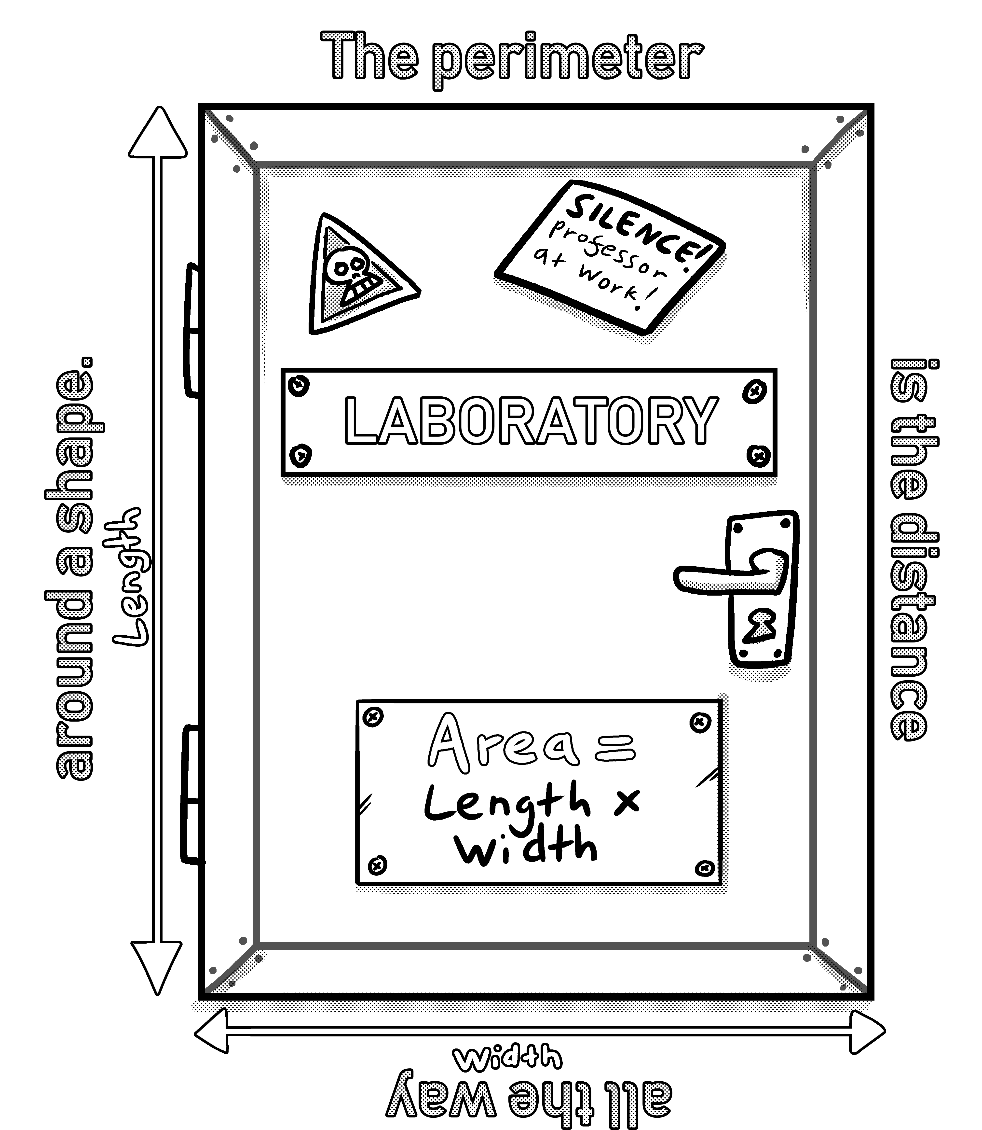 The perimeter
is the distance
all the way
around a shape.
Length
SILENCE!
professor
at work!
LABORATORY
Area =
Length x
Width
Width